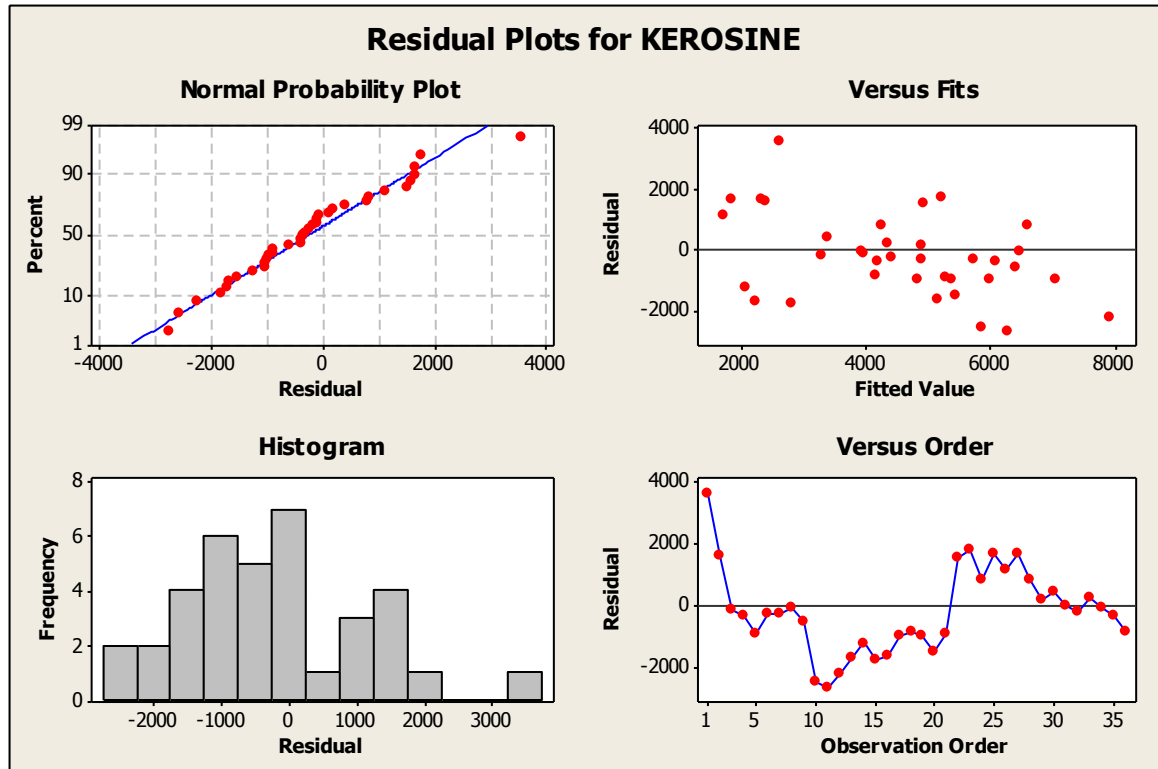 Residual Plots for KEROSINE
Normal Probability Plot
99
90
50
10
1
Percent
-4000 -2000 0 2000 4000
Residual
Versus Fits
4000
2000
0
-2000
Residual
2000 4000 6000 8000
Fitted Value
Histogram
8
6
4
2
0
Frequency
-2000 -1000 0 1000 2000 3000
Residual
Versus Order
4000
2000
0
-2000
Residual
1 5 10 15 20 25 30 35
Observation Order